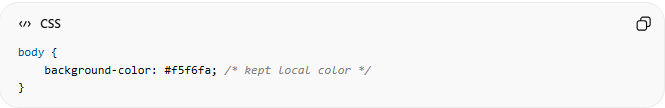 CSS
body {
    background-color: #f5f6fa; /* kept local color */
}